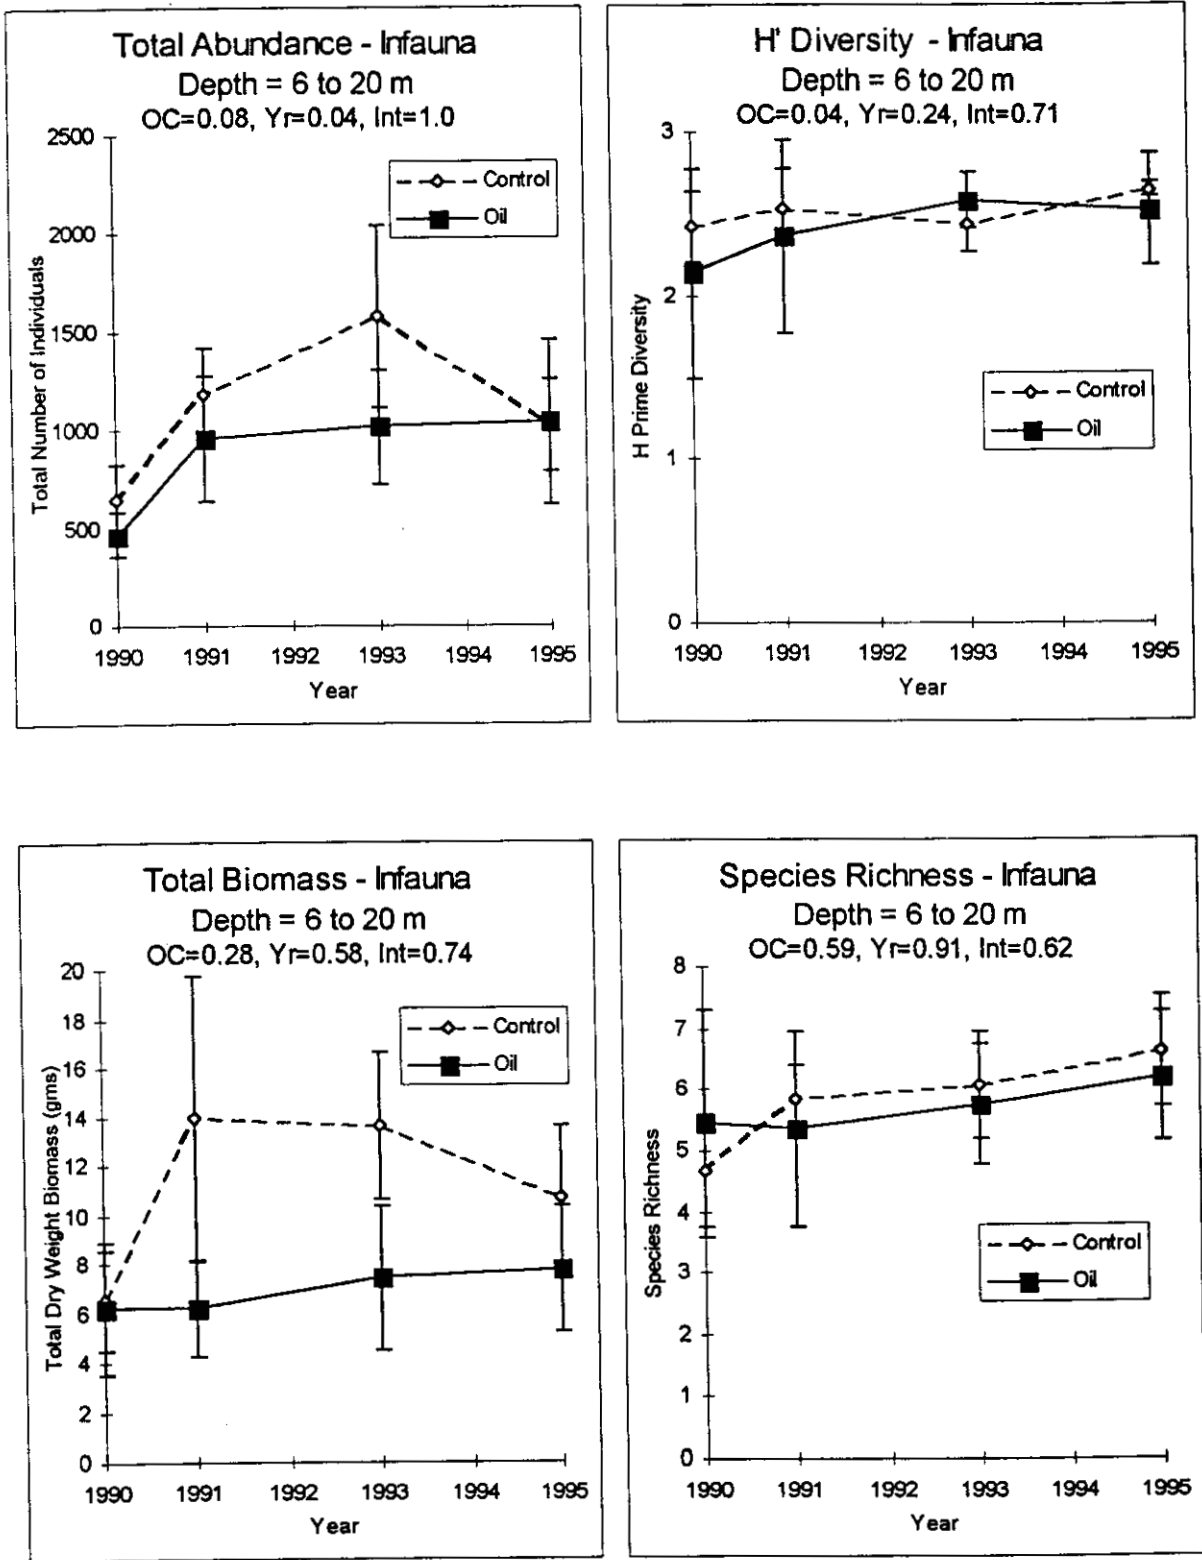 Total Abundance - Infauna
Depth = 6 to 20 m
OC=0.08, Yr=0.04, Int=1.0
2500
2000
1500
1000
500
0
Total Number of Individuals
Control
Oil
1990 1991 1992 1993 1994 1995
Year
H' Diversity - Infauna
Depth = 6 to 20 m
OC=0.04, Yr=0.24, Int=0.71
3
2
1
0
H Prime Diversity
Control
Oil
1990 1991 1992 1993 1994 1995
Year
Total Biomass - Infauna
Depth = 6 to 20 m
OC=0.28, Yr=0.58, Int=0.74
20
18
16
14
12
10
8
6
4
2
0
Total Dry Weight Biomass (gms)
Control
Oil
1990 1991 1992 1993 1994 1995
Year
Species Richness - Infauna
Depth = 6 to 20 m
OC=0.59, Yr=0.91, Int=0.62
8
7
6
5
4
3
2
1
0
Species Richness
Control
Oil
1990 1991 1992 1993 1994 1995
Year